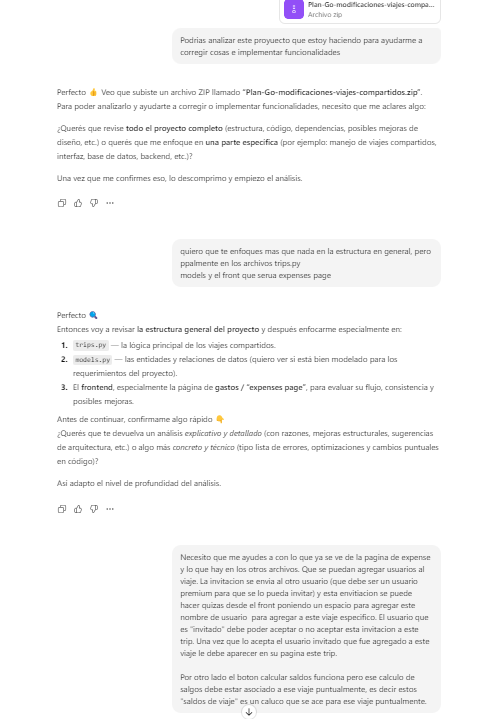 Plan-Go-modificaciones-viajes-compa...
Archivo zip
Podrias analizar este proyuecto que estoy haciendo para ayudarme a
corregir cosas e implementar funcionalidades
Perfecto 👍 Veo que subiste un archivo ZIP llamado "Plan-Go-modificaciones-viajes-compartidos.zip".
Para poder analizarlo y ayudarte a corregir o implementar funcionalidades, necesito que me aclares algo:
¿Querés que revise todo el proyecto completo (estructura, código, dependencias, posibles mejoras de
diseño, etc.) o querés que me enfoque en una parte específica (por ejemplo: manejo de viajes compartidos,
interfaz, base de datos, backend, etc.)?
Una vez que me confirmes eso, lo descomprimo y empiezo el análisis.
quiero que te enfoques mas que nada en la estructura en general, pero
ppalmente en los archivos trips.py
models y el front que serua expenses page
Perfecto 🔍
Entonces voy a revisar la estructura general del proyecto y después enfocarme especialmente en:
1. trips.py — la lógica principal de los viajes compartidos.
2. models.py — las entidades y relaciones de datos (quiero ver si está bien modelado para los
requerimientos del proyecto).
3. El frontend, especialmente la página de gastos / "expenses page", para evaluar su flujo, consistencia y
posibles mejoras.
Antes de continuar, confirmame algo rápido 👇
¿Querés que te devuelva un análisis explicativo y detallado (con razones, mejoras estructurales, sugerencias
de arquitectura, etc.) o algo más concreto y técnico (tipo lista de errores, optimizaciones y cambios puntuales
en código)?
Así adapto el nivel de profundidad del análisis.
Necesito que me ayudes a con lo que ya se ve de la pagina de expense
y lo que hay en los otros archivos. Que se puedan agregar usuarios al
viaje. La invitacion se envia al otro usuario (que debe ser un usuario
premium para que se lo pueda invitar) y esta envitiacion se puede
hacer quizas desde el front poniendo un espacio para agregar este
nombre de usuario para agregar a este viaje especifico. El usuario que
es "invitado" debe poder aceptar o no aceptar esta invitacion a este
trip. Una vez que lo acepta el usuario invitado que fue agregado a este
viaje le debe aparecer en su pagina este trip.
Por otro lado el boton calcular saldos funciona pero ese calculo de
salgos debe estar asociado a ese viaje puntualmente, es decir estos
"saldos de viaje" es un caluco que se ace para ese viaje puntualmente.